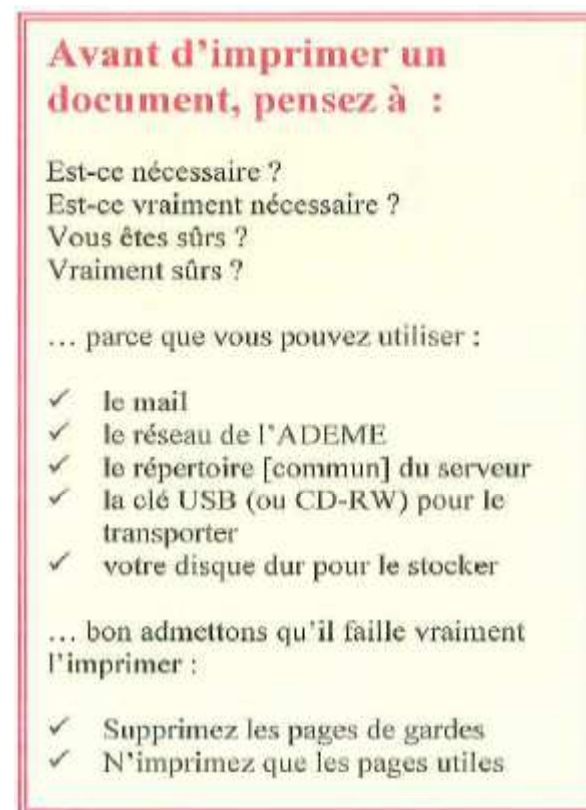 Avant d'imprimer un
document, pensez à :
Est-ce nécessaire ?
Est-ce vraiment nécessaire ?
Vous êtes sûrs ?
Vraiment sûrs ?
… parce que vous pouvez utiliser :
✓ le mail
✓ le réseau de l'ADEME
✓ le répertoire [commun] du serveur
✓ la clé USB (ou CD-RW) pour le
transporter
✓ votre disque dur pour le stocker
… bon admettons qu'il faille vraiment
l'imprimer :
✓ Supprimez les pages de gardes
✓ N'imprimez que les pages utiles